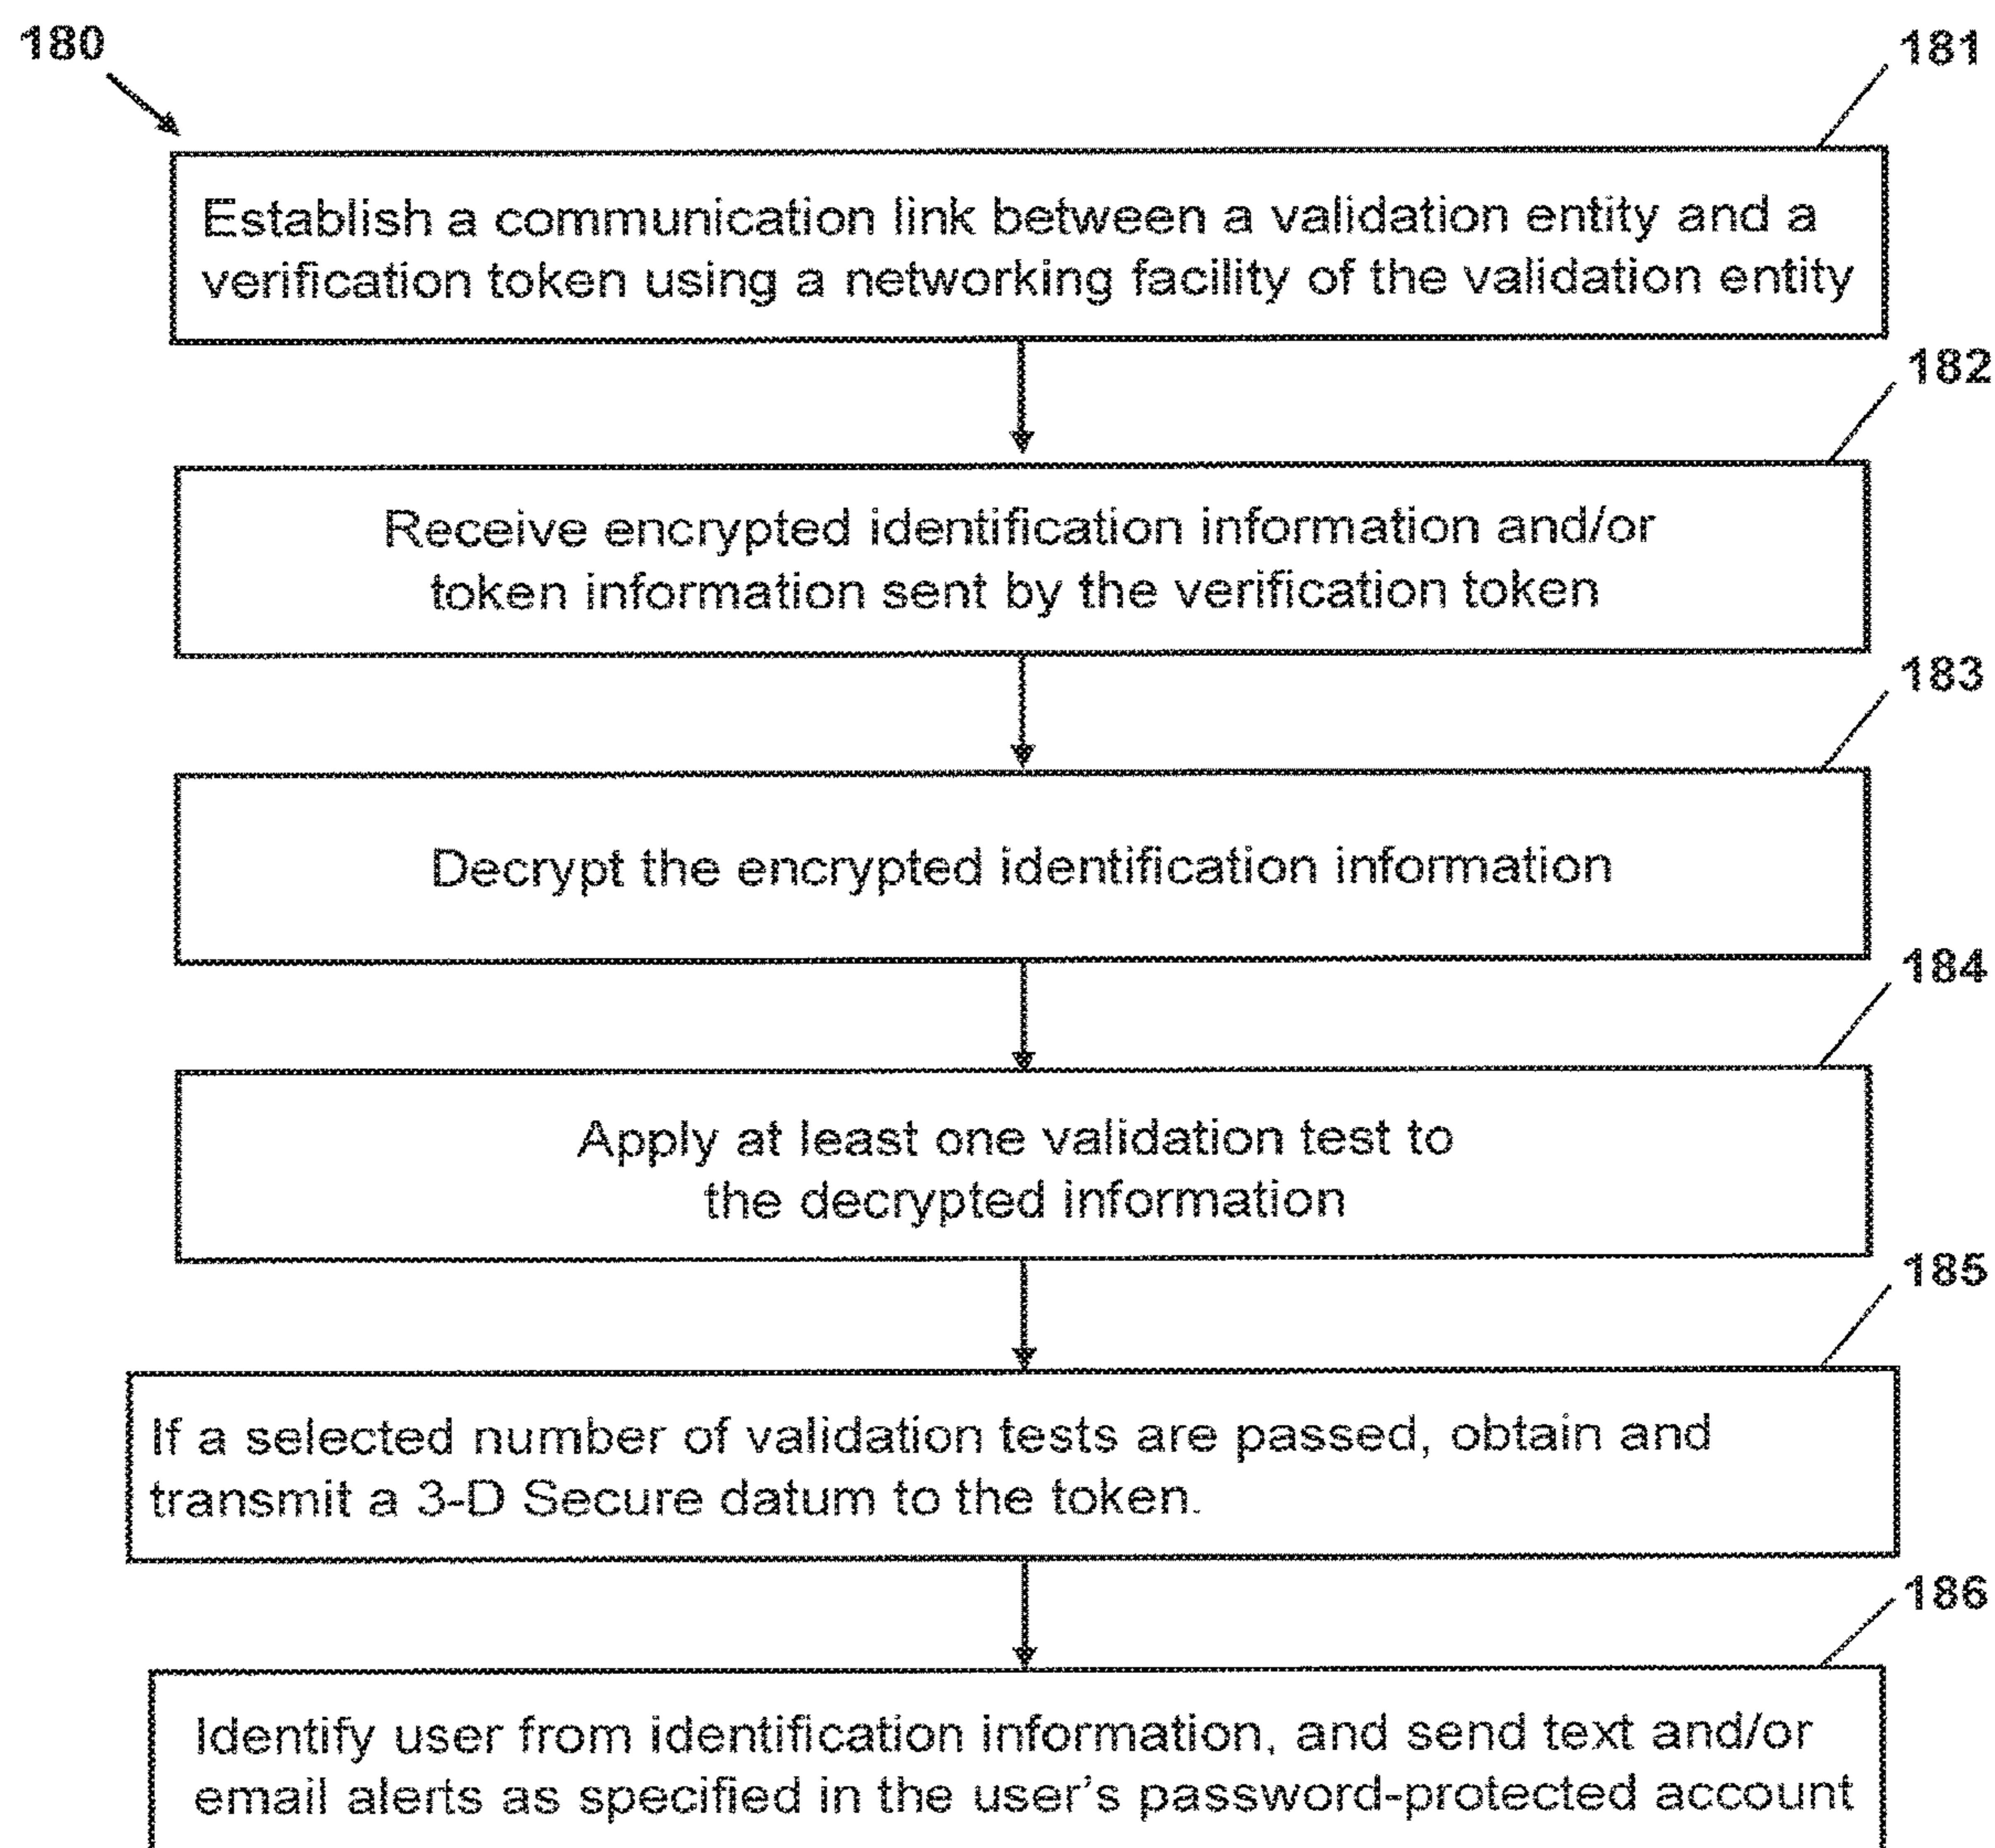 180
181
Establish a communication link between a validation entity and a
verification token using a networking facility of the validation entity
182
Receive encrypted identification information and/or
token information sent by the verification token
183
Decrypt the encrypted identification information
184
Apply at least one validation test to
the decrypted information
185
If a selected number of validation tests are passed, obtain and
transmit a 3-D Secure datum to the token.
186
Identify user from identification information, and send text and/or
email alerts as specified in the user's password-protected account